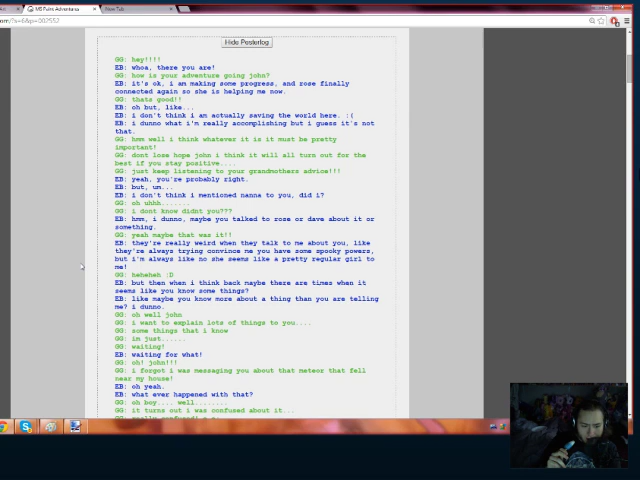 MS Paint Adventures
New Tab
.com/?s=6&p=002552
Hide Pesterlog
GG: hey!!!!
EB: whoa, there you are!
GG: how is your adventure going john?
EB: it's ok, i am making some progress, and rose finally
connected again so she is helping me now.
GG: thats good!!
EB: oh but, like...
EB: i don't think i am actually saving the world here. :(
EB: i dunno what i'm really accomplishing but i guess it's not
that.
GG: hmm well i think whatever it is it must be pretty
important!
GG: dont lose hope john i think it will all turn out for the
best if you stay positive....
GG: just keep listening to your grandmothers advice!!!
EB: yeah, you're probably right.
EB: but, um...
EB: i don't think i mentioned nanna to you, did i?
GG: oh uhhh.......
GG: i dont know didnt you???
EB: hmm, i dunno, maybe you talked to rose or dave about it or
something.
GG: yeah maybe that was it!!
EB: they're really weird when they talk to me about you, like
they're always trying convince me you have some spooky powers,
but i'm always like no she seems like a pretty regular girl to
me!
GG: heheheh :D
EB: but then when i think back maybe there are times when it
seems like you know some things?
EB: like maybe you know more about a thing than you are telling
me? i dunno.
GG: oh well john
GG: i want to explain lots of things to you....
GG: some things that i know
GG: im just......
GG: waiting!
EB: waiting for what!
GG: oh! john!!!
GG: i forgot i was messaging you about that meteor that fell
near my house!
EB: oh yeah.
EB: what ever happened with that?
GG: oh boy.... well........
GG: it turns out i was confused about it...